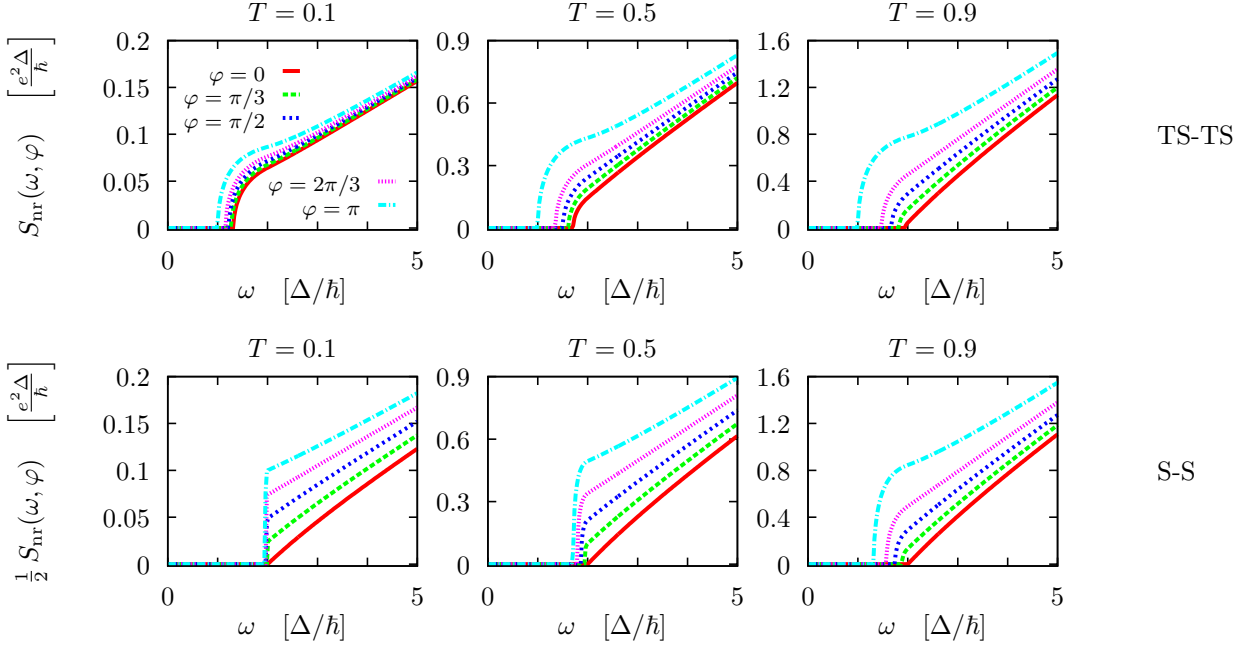 T = 0.1
T = 0.5
T = 0.9
S_nr(ω, φ) [e²Δ/ħ]
0.2
0.15
0.1
0.05
0
φ = 0
φ = π/3
φ = π/2
φ = 2π/3
φ = π
0 5
ω [Δ/ħ]
0.9
0.6
0.3
0
0 5
ω [Δ/ħ]
1.6
1.2
0.8
0.4
0
0 5
ω [Δ/ħ]
TS-TS
T = 0.1
T = 0.5
T = 0.9
½ S_nr(ω, φ) [e²Δ/ħ]
0.2
0.15
0.1
0.05
0
0 5
ω [Δ/ħ]
0.9
0.6
0.3
0
0 5
ω [Δ/ħ]
1.6
1.2
0.8
0.4
0
0 5
ω [Δ/ħ]
S-S